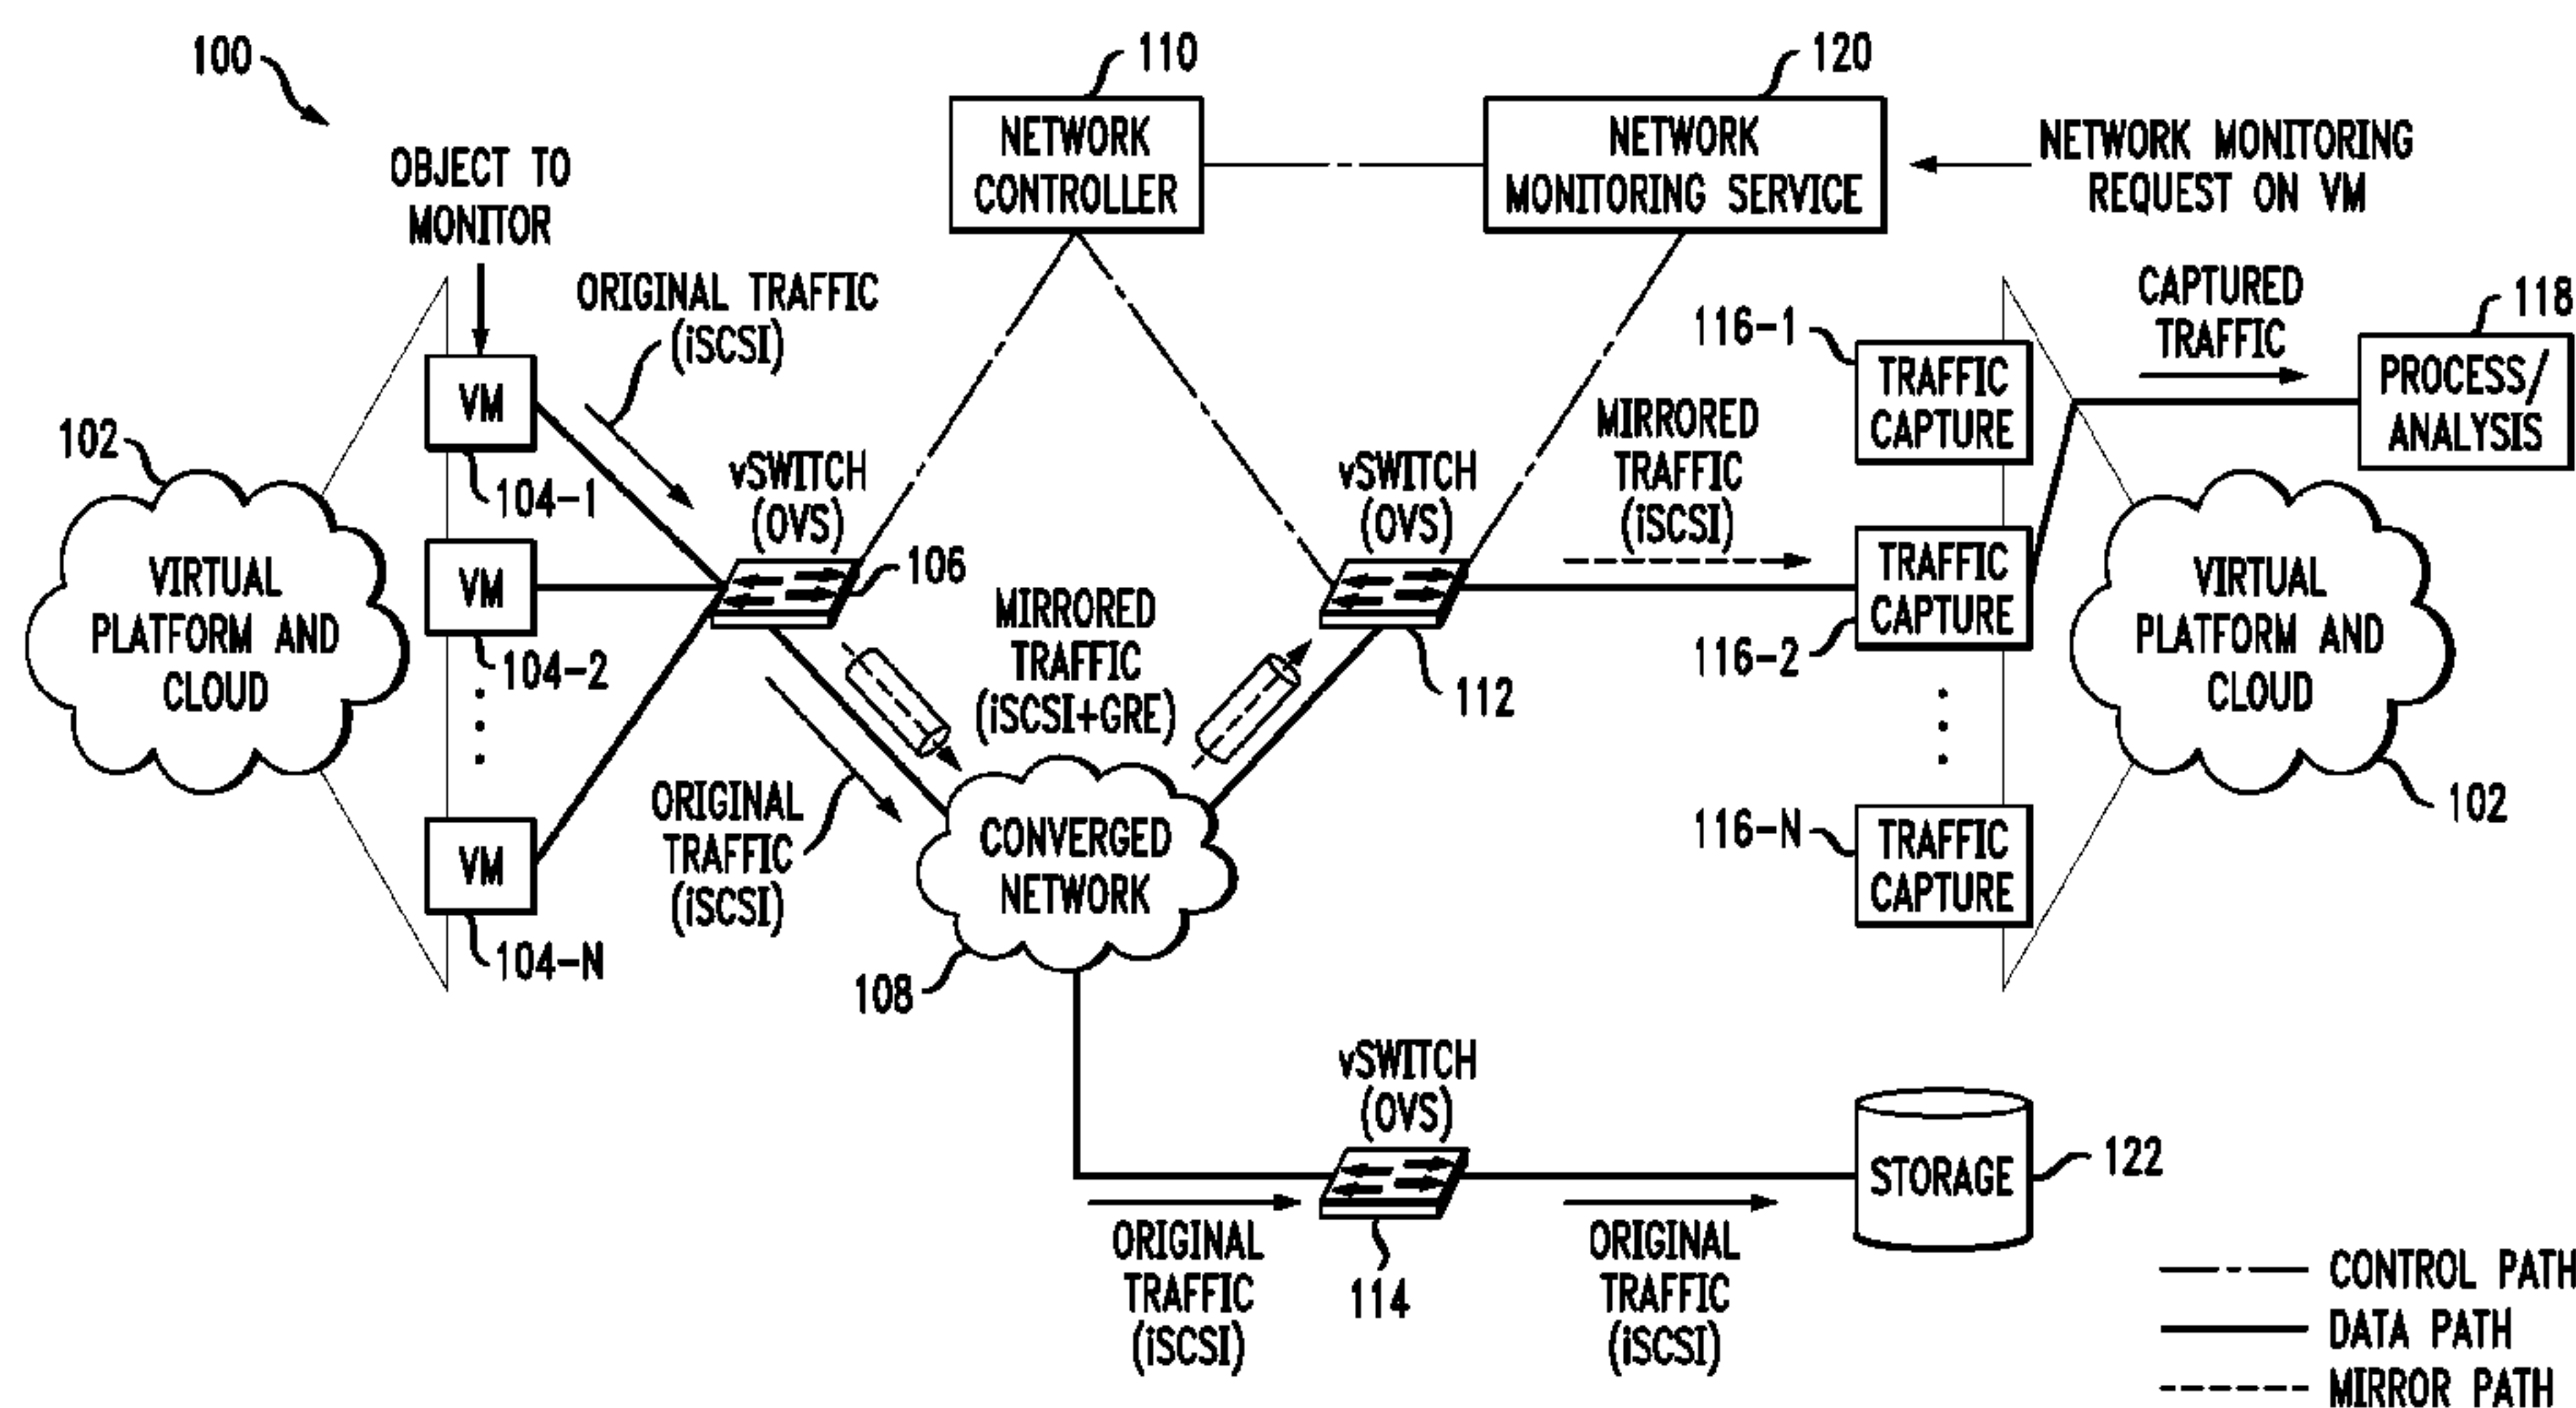 100
110
120
NETWORK
CONTROLLER
NETWORK
MONITORING SERVICE
NETWORK MONITORING
REQUEST ON VM
OBJECT TO
MONITOR
ORIGINAL TRAFFIC
(iSCSI)
CAPTURED
TRAFFIC
118
PROCESS/
ANALYSIS
116-1
TRAFFIC
CAPTURE
VM
104-1
102
VIRTUAL
PLATFORM AND
CLOUD
VM
104-2
VM
104-N
vSWITCH
(OVS)
106
MIRRORED
TRAFFIC
(iSCSI+GRE)
ORIGINAL
TRAFFIC
(iSCSI)
CONVERGED
NETWORK
108
vSWITCH
(OVS)
112
MIRRORED
TRAFFIC
(iSCSI)
TRAFFIC
CAPTURE
116-2
116-N
TRAFFIC
CAPTURE
VIRTUAL
PLATFORM AND
CLOUD
102
vSWITCH
(OVS)
114
ORIGINAL
TRAFFIC
(iSCSI)
ORIGINAL
TRAFFIC
(iSCSI)
STORAGE
122
CONTROL PATH
DATA PATH
MIRROR PATH